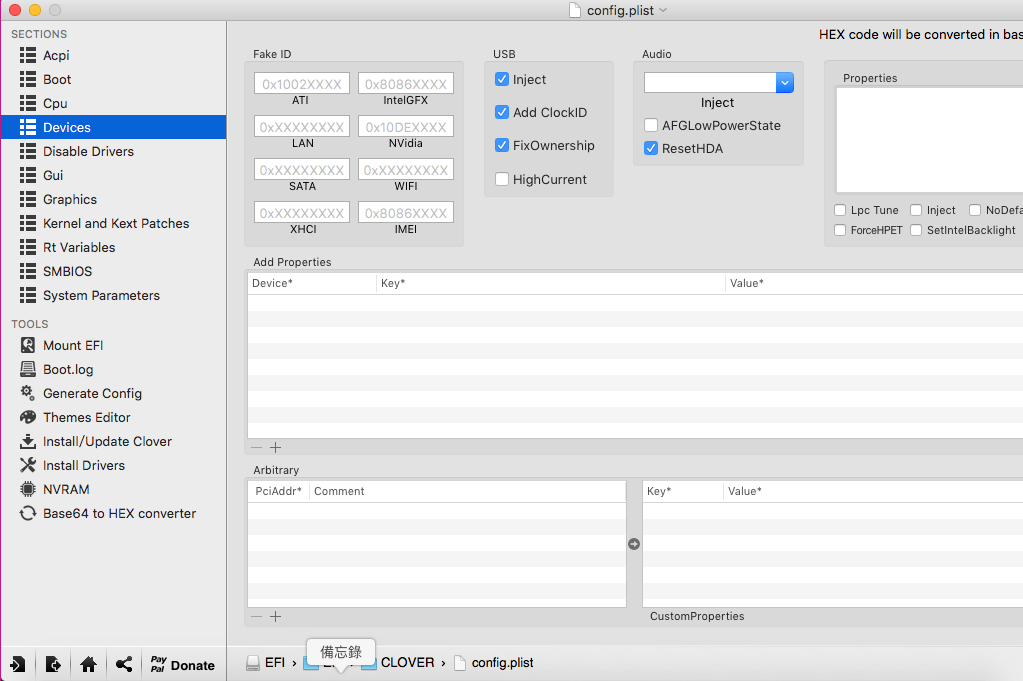 config.plist
SECTIONS
Acpi
Boot
Cpu
Devices
Disable Drivers
Gui
Graphics
Kernel and Kext Patches
Rt Variables
SMBIOS
System Parameters
TOOLS
Mount EFI
Boot.log
Generate Config
Themes Editor
Install/Update Clover
Install Drivers
NVRAM
Base64 to HEX converter
Pay
Pal
Donate
HEX code will be converted in bas
Fake ID
0x1002XXXX 0x8086XXXX
ATI IntelGFX
0xXXXXXXXX 0x10DEXXXX
LAN NVidia
0xXXXXXXXX 0xXXXXXXXX
SATA WIFI
0xXXXXXXXX 0x8086XXXX
XHCI IMEI
USB
Inject
Add ClockID
FixOwnership
HighCurrent
Audio
Inject
AFGLowPowerState
ResetHDA
Properties
Lpc Tune Inject NoDefa
ForceHPET SetIntelBacklight
Add Properties
Device* Key* Value*
Arbitrary
PciAddr* Comment
Key* Value*
CustomProperties
備忘錄
EFI › › CLOVER › config.plist